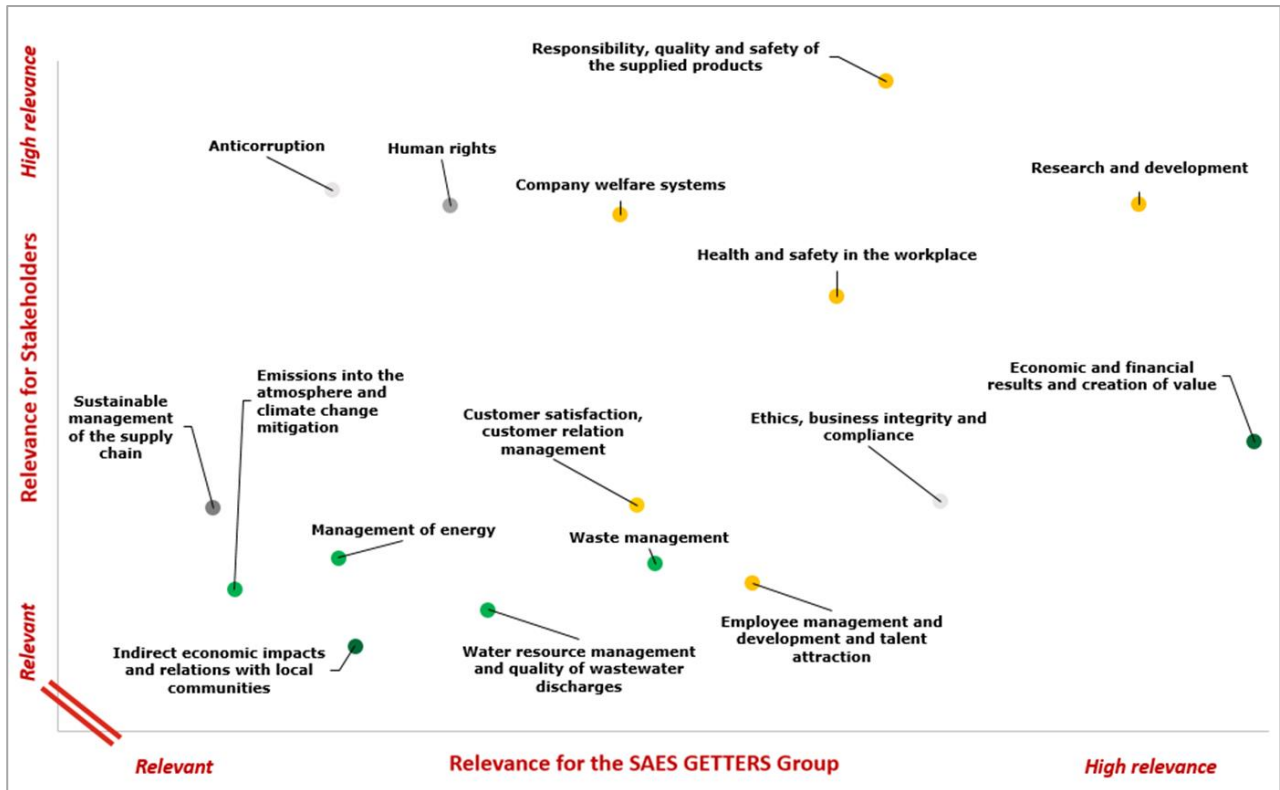 High relevance
Relevance for Stakeholders
Relevant
Responsibility, quality and safety of
the supplied products
Anticorruption
Human rights
Company welfare systems
Research and development
Health and safety in the workplace
Economic and financial
results and creation of value
Emissions into the
atmosphere and
climate change
mitigation
Sustainable
management
of the supply
chain
Customer satisfaction,
customer relation
management
Ethics, business integrity and
compliance
Management of energy
Waste management
Employee management and
development and talent
attraction
Indirect economic impacts
and relations with local
communities
Water resource management
and quality of wastewater
discharges
Relevant
Relevance for the SAES GETTERS Group
High relevance